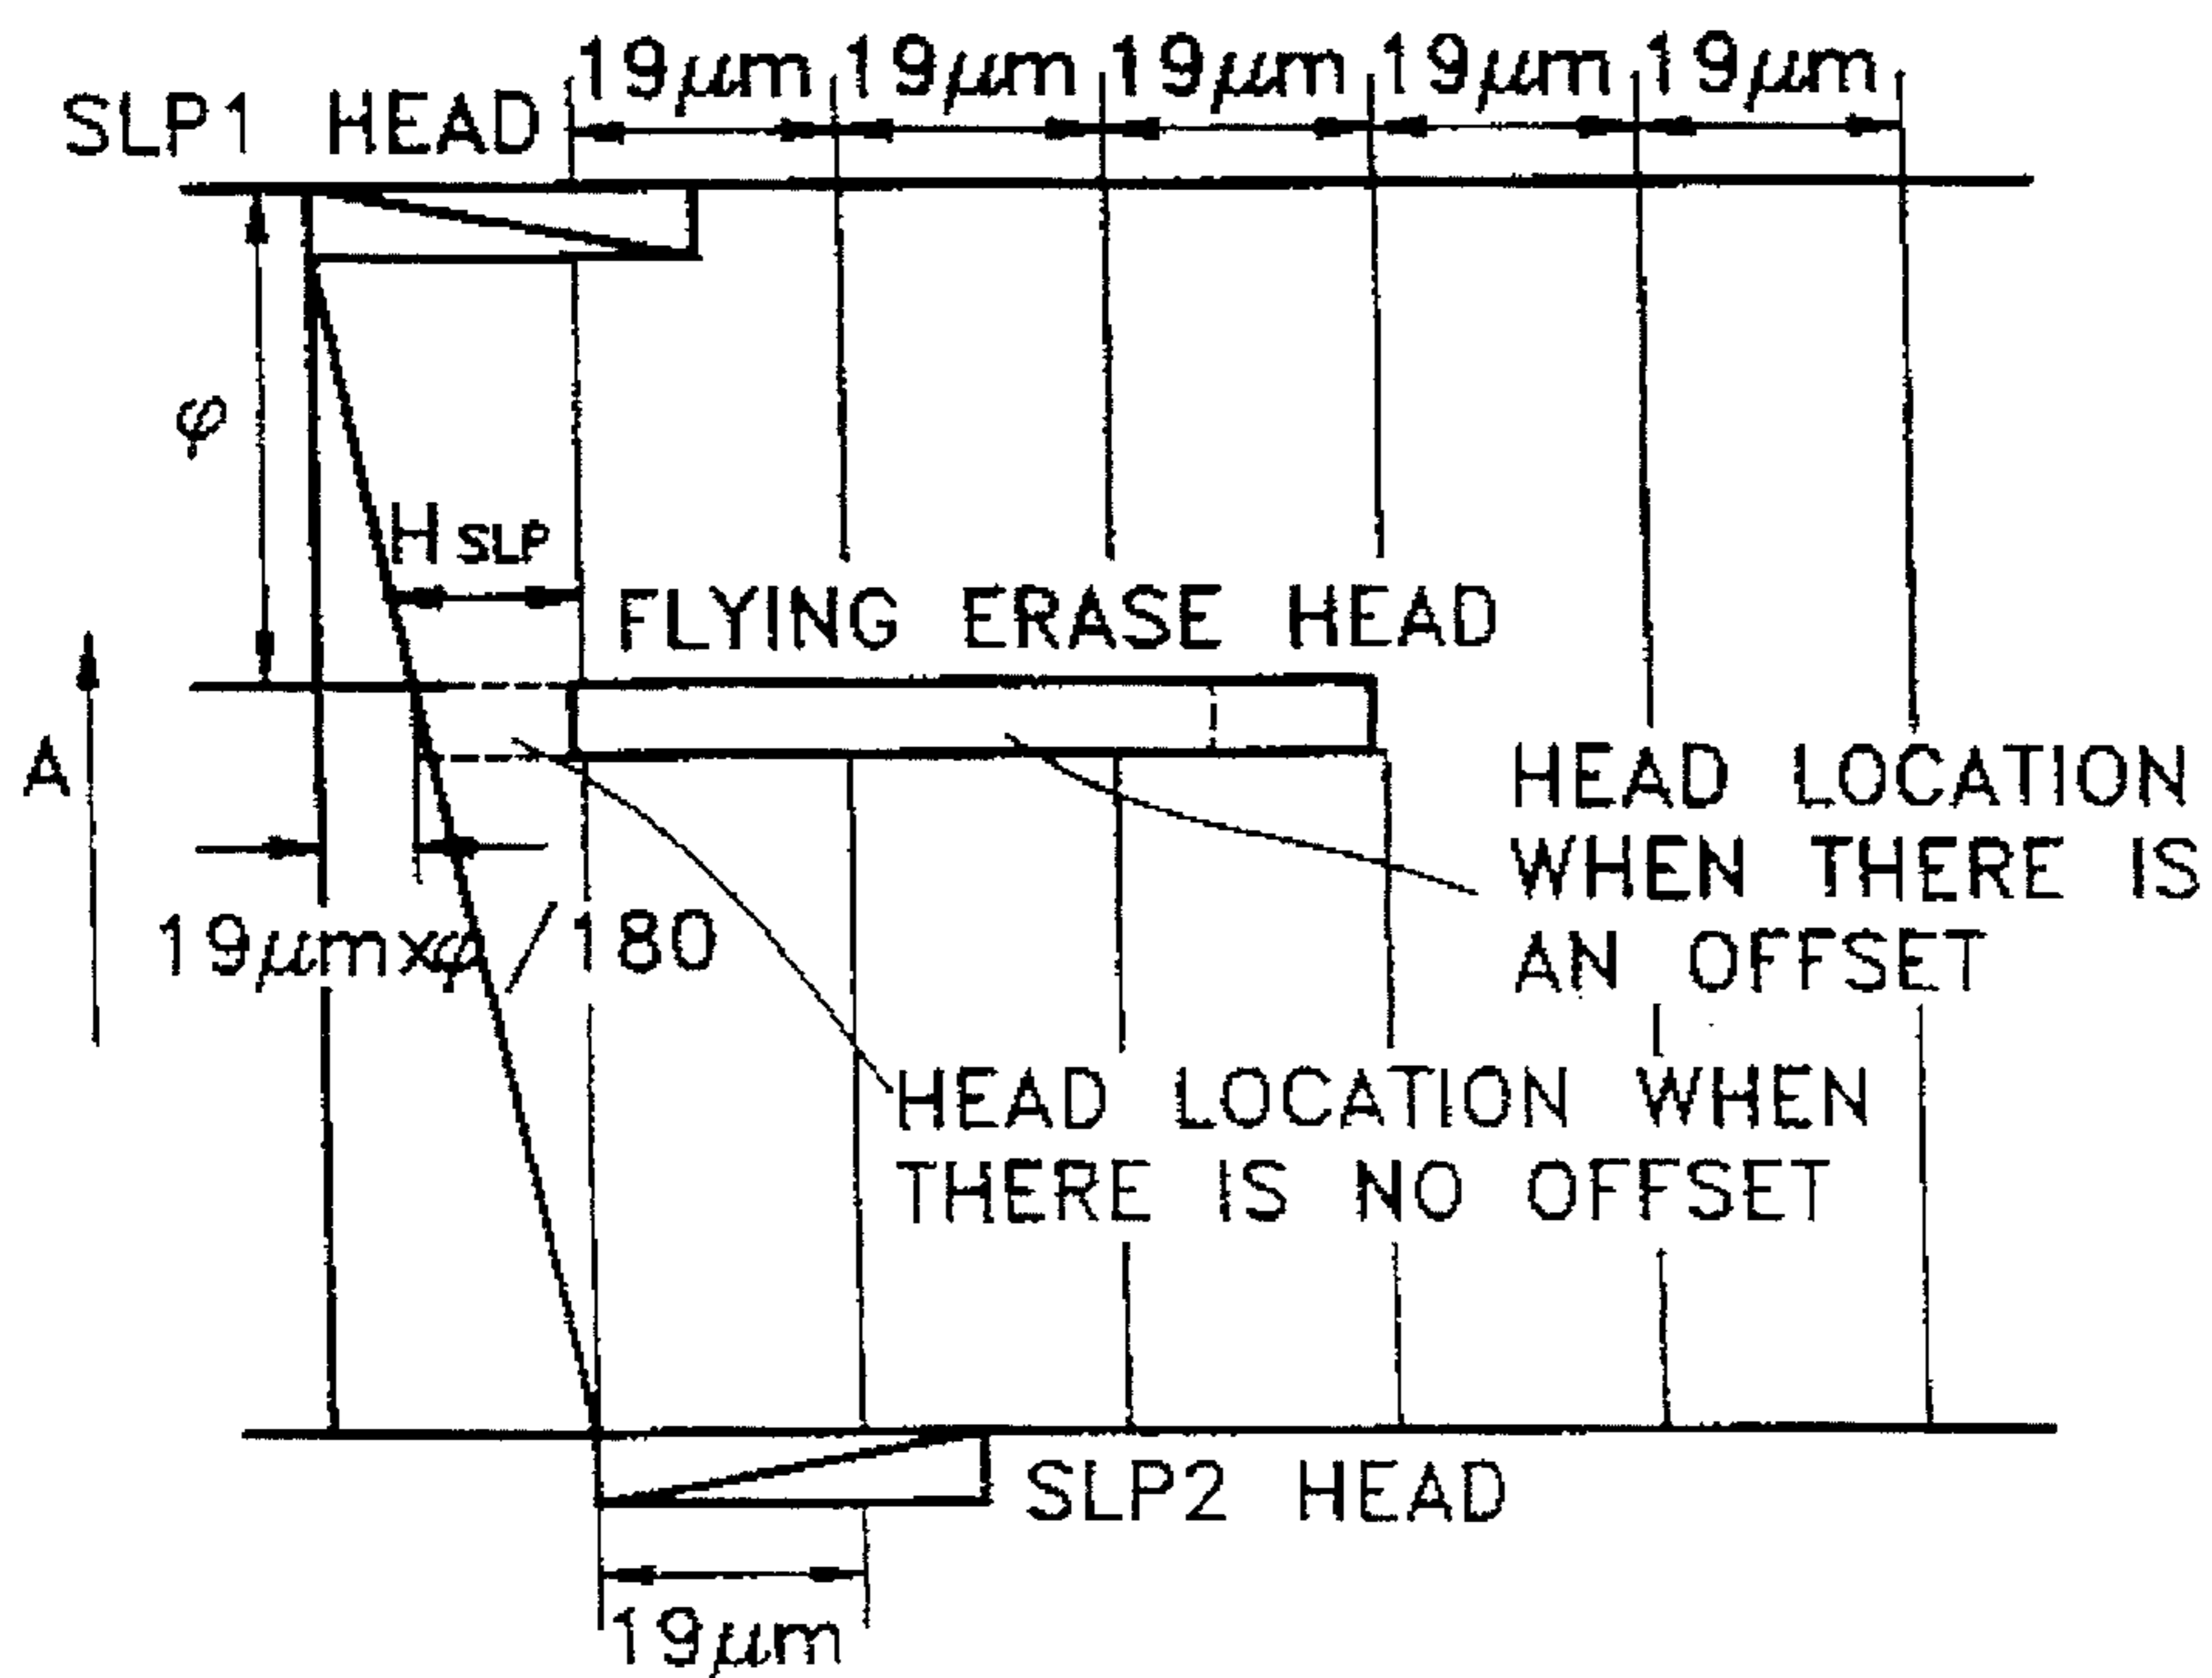 19μm 19μm 19μm 19μm 19μm
SLP1 HEAD
φ
HSLP
FLYING ERASE HEAD
A
HEAD LOCATION
WHEN THERE IS
AN OFFSET
19μm×φ/180
HEAD LOCATION WHEN
THERE IS NO OFFSET
SLP2 HEAD
19μm